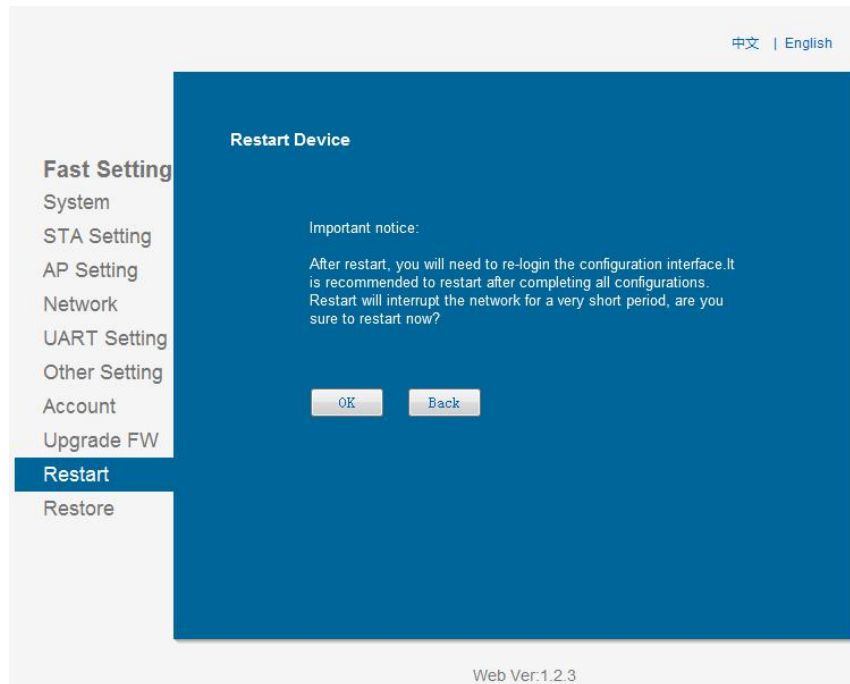 中文 | English
Restart Device
Fast Setting
System
STA Setting
AP Setting
Network
UART Setting
Other Setting
Account
Upgrade FW
Restart
Restore
Important notice:
After restart, you will need to re-login the configuration interface.It
is recommended to restart after completing all configurations.
Restart will interrupt the network for a very short period, are you
sure to restart now?
OK Back
Web Ver:1.2.3